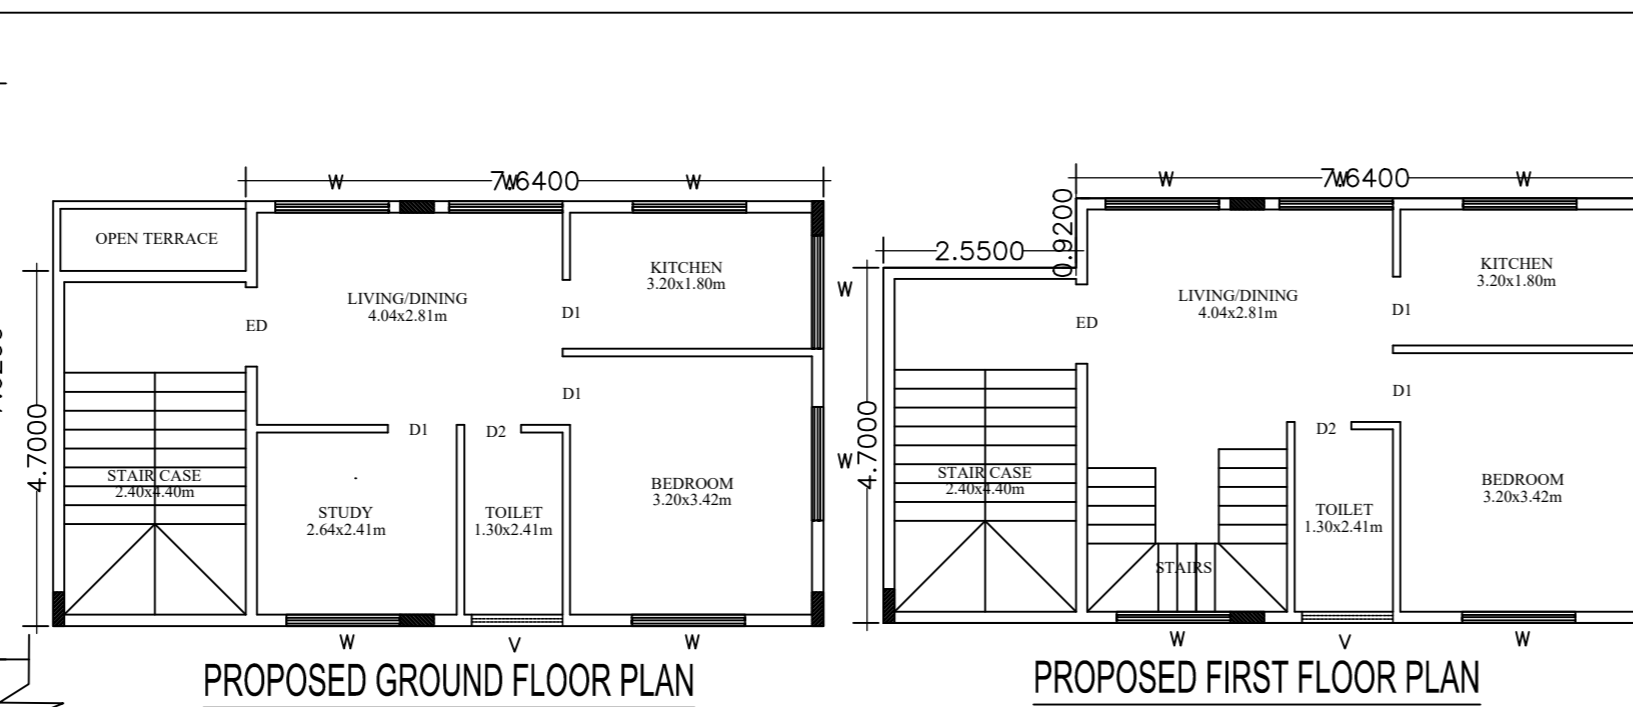 W
7.6400
W
W
OPEN TERRACE
KITCHEN
3.20x1.80m
LIVING/DINING
4.04x2.81m
ED
D1
W
D1
D1
D2
4.7000
W
STAIR CASE
2.40x4.40m
STUDY
2.64x2.41m
TOILET
1.30x2.41m
BEDROOM
3.20x3.42m
W
V
W
PROPOSED GROUND FLOOR PLAN
W
7.6400
W
W
0.9200
2.5500
KITCHEN
3.20x1.80m
LIVING/DINING
4.04x2.81m
ED
D1
D1
D2
4.7000
STAIR CASE
2.40x4.40m
TOILET
1.30x2.41m
BEDROOM
3.20x3.42m
STAIRS
W
V
W
PROPOSED FIRST FLOOR PLAN